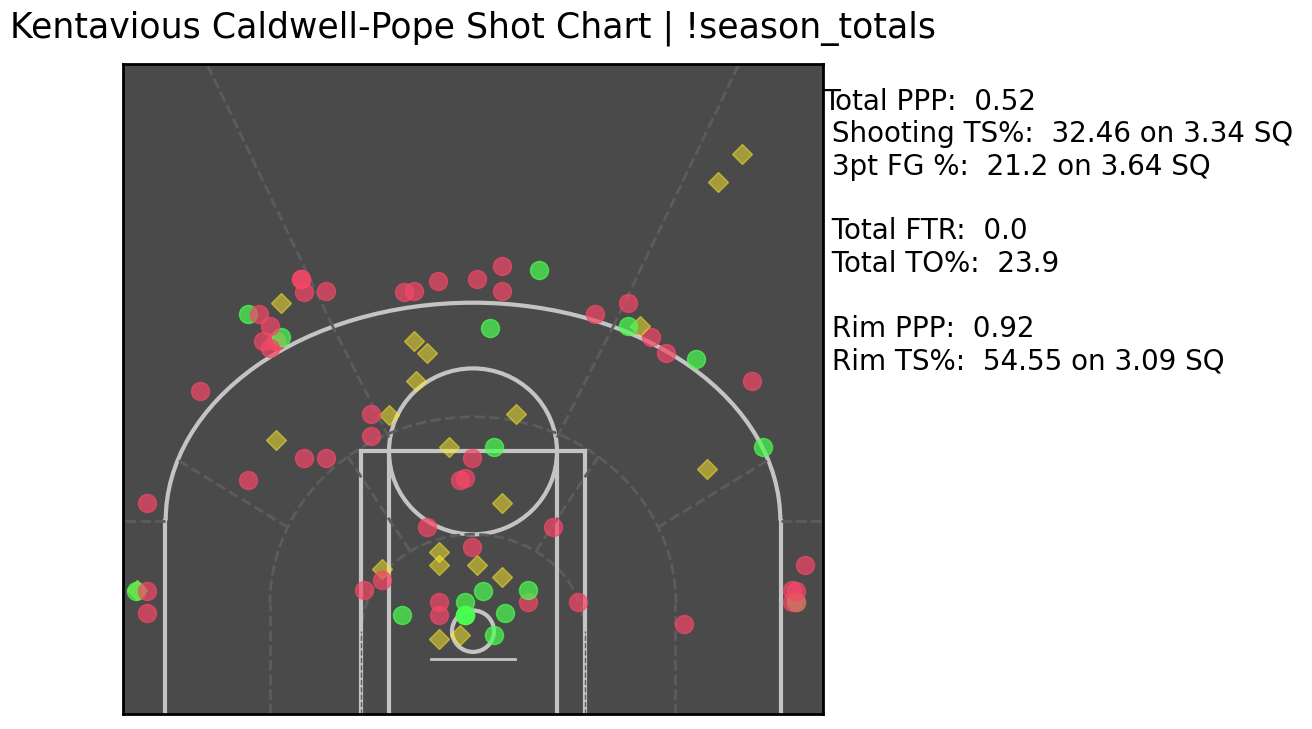 Kentavious Caldwell-Pope Shot Chart | !season_totals
Total PPP:  0.52
Shooting TS%:  32.46 on 3.34 SQ
3pt FG %:  21.2 on 3.64 SQ
Total FTR:  0.0
Total TO%:  23.9
Rim PPP:  0.92
Rim TS%:  54.55 on 3.09 SQ